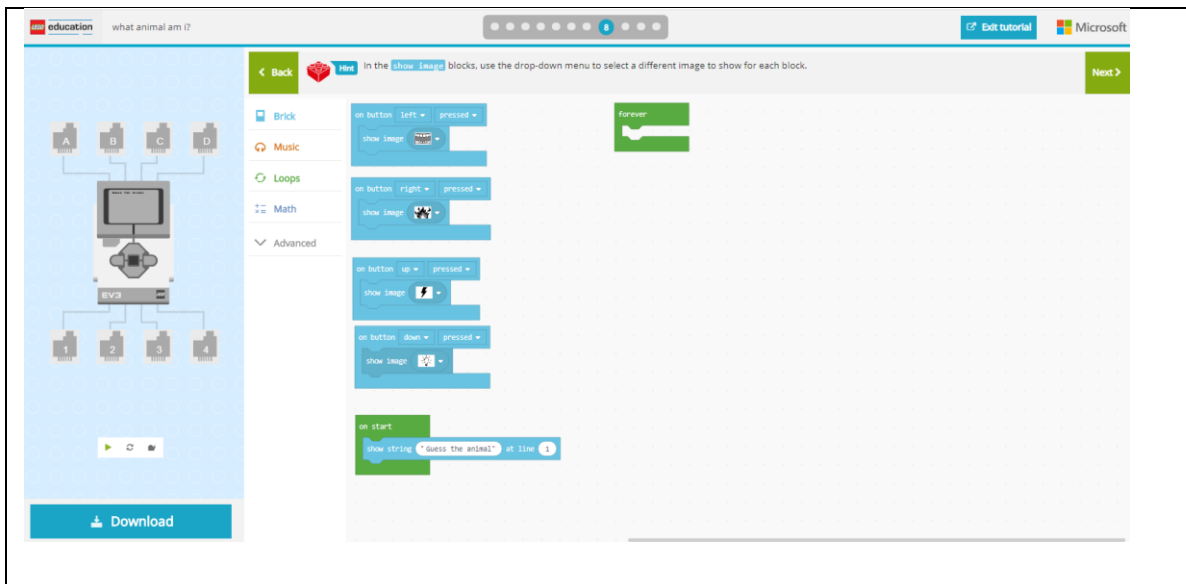 education what animal am i?
8
Exit tutorial
Microsoft
Back
Hint In the show image blocks, use the drop-down menu to select a different image to show for each block.
Next
A B C D
EV3
1 2 3 4
Download
Brick
Music
Loops
Math
Advanced
on button left pressed
show image
on button right pressed
show image
on button up pressed
show image
on button down pressed
show image
on start
show string "Guess the animal" at line 1
forever